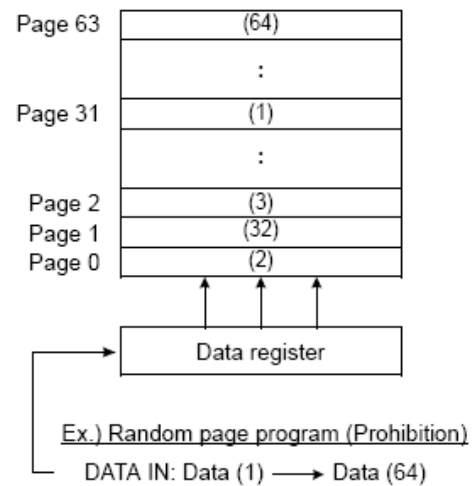 Page 63 (64)
:
Page 31 (1)
:
Page 2 (3)
Page 1 (32)
Page 0 (2)
Data register
Ex.) Random page program (Prohibition)
DATA IN: Data (1) → Data (64)